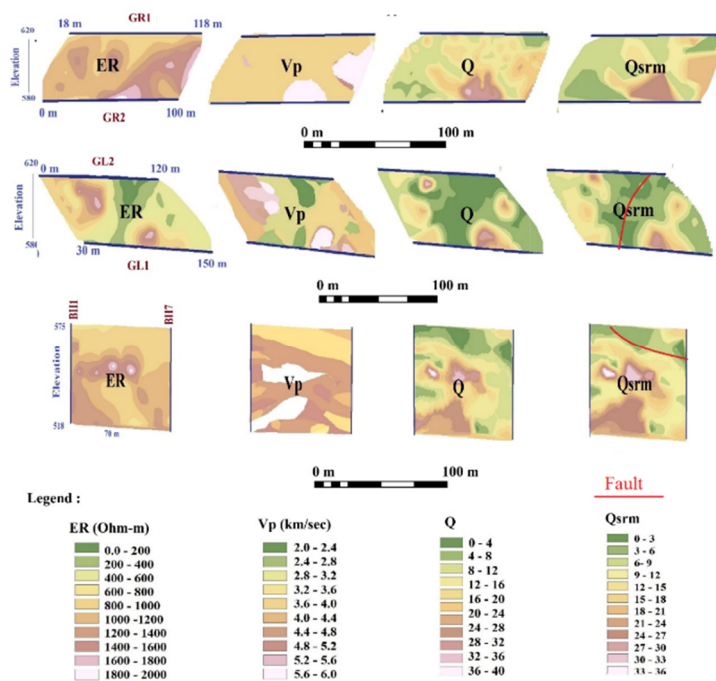 GR1
18 m 118 m
620
Elevation
ER Vp Q Qsrm
580
0 m 100 m
GR2
0 m 100 m
GL2
620 0 m 120 m
Elevation
ER Vp Q Qsrm
580
30 m
GL1 150 m
0 m 100 m
BH1 BH7
575
Elevation
ER Vp Q Qsrm
518
70 m
0 m 100 m
Fault
Legend :
ER (Ohm-m) Vp (km/sec) Q Qsrm
0.0 - 200 2.0 - 2.4 0-4 0-3
200 - 400 2.4 - 2.8 4-8 3-6
400 - 600 2.8 - 3.2 8-12 6-9
600 - 800 3.2 - 3.6 12-16 9-12
800 - 1000 3.6 - 4.0 16-20 12-15
1000 -1200 4.0 - 4.4 20-24 15-18
1200 - 1400 4.4 - 4.8 24-28 18-21
1400 - 1600 4.8 - 5.2 28-32 21-24
1600 - 1800 5.2 - 5.6 32-36 24-27
1800 - 2000 5.6 - 6.0 36-40 27-30
30-33
33-36